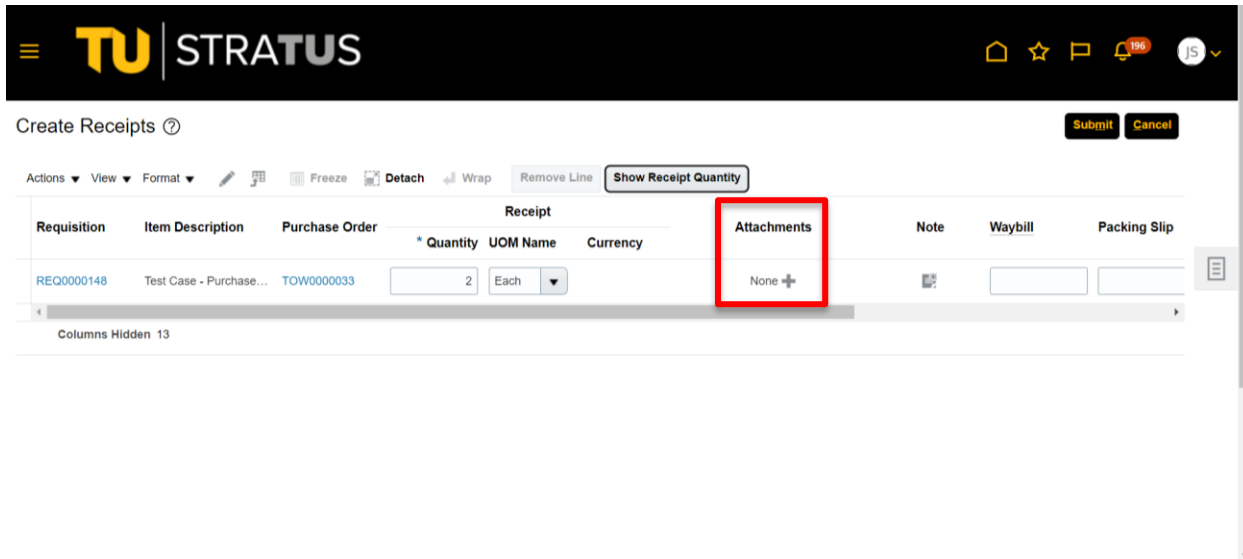 TU STRATUS
196
JS
Create Receipts ?
Submit Cancel
Actions View Format Freeze Detach Wrap Remove Line Show Receipt Quantity
Receipt
Requisition Item Description Purchase Order Attachments Note Waybill Packing Slip
* Quantity UOM Name Currency
REQ0000148 Test Case - Purchase... TOW0000033 2 Each None
Columns Hidden 13